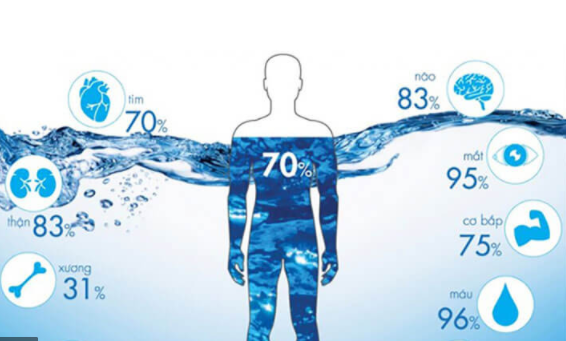 tim
70%
thận 83%
xương
31%
70%
não
83%
mắt
95%
cơ bắp
75%
máu
96%